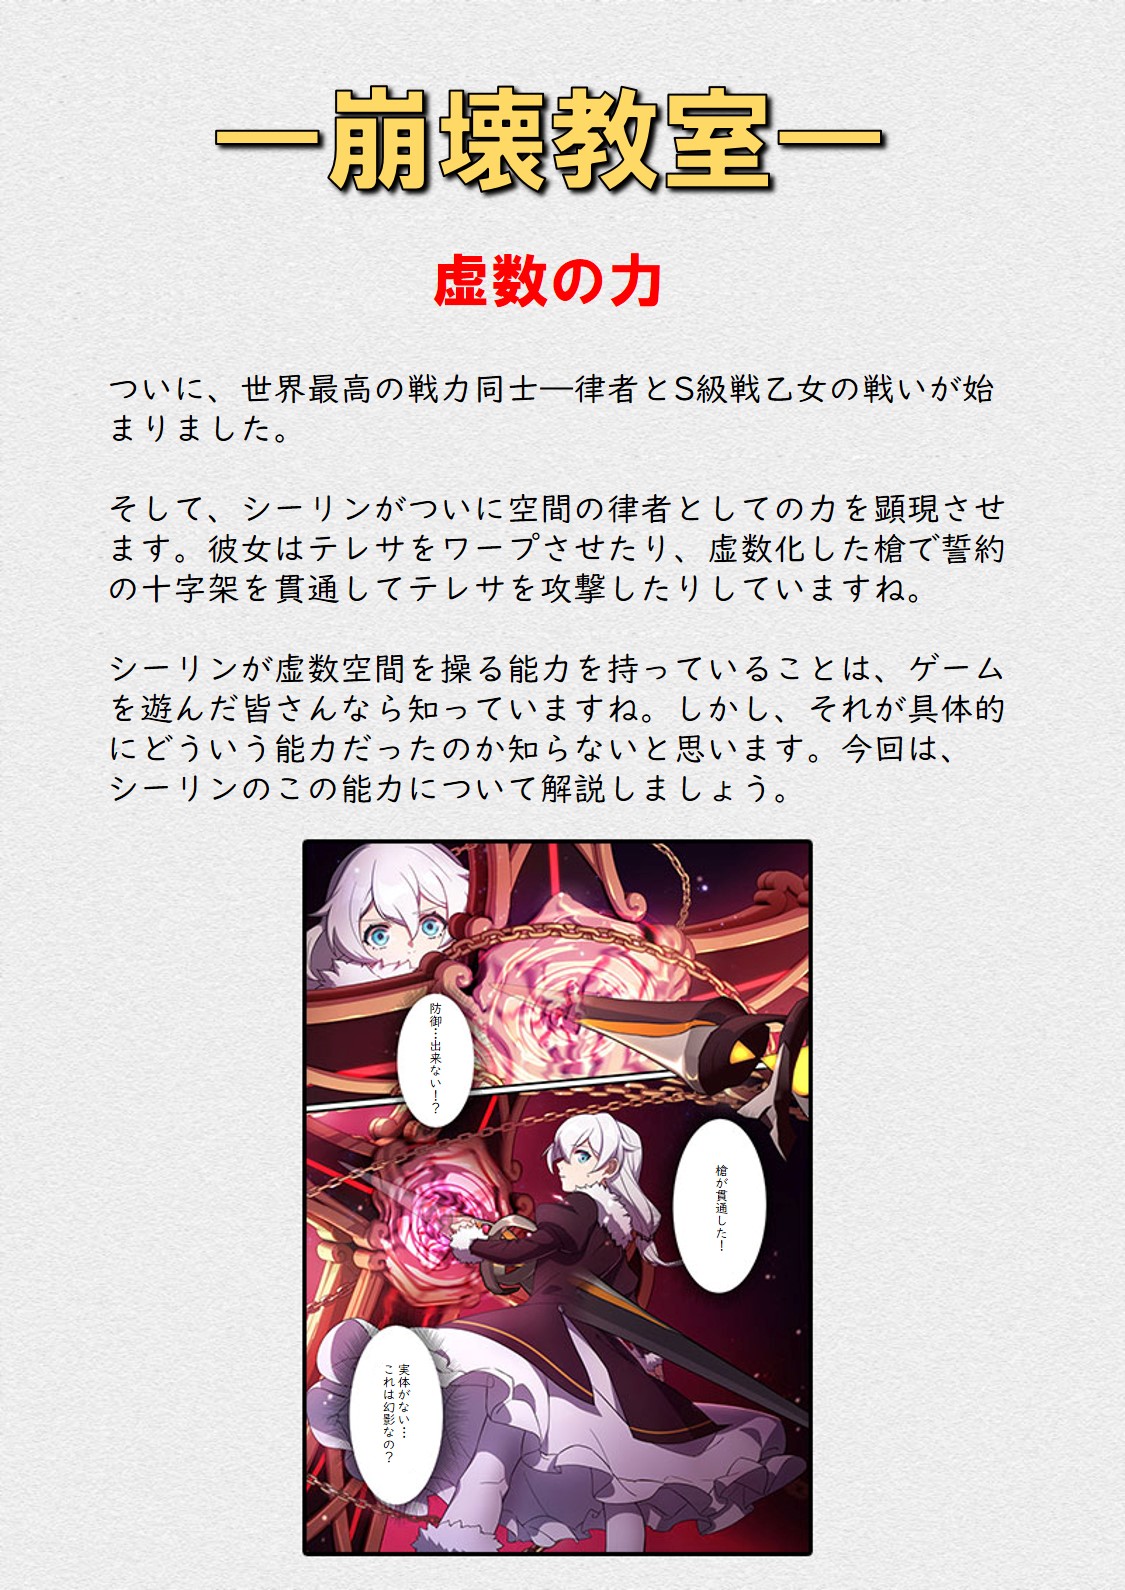 ―崩壊教室―
虚数の力
ついに、世界最高の戦力同士―律者とS級戦乙女の戦いが始
まりました。
そして、シーリンがついに空間の律者としての力を顕現させ
ます。彼女はテレサをワープさせたり、虚数化した槍で誓約
の十字架を貫通してテレサを攻撃したりしていますね。
シーリンが虚数空間を操る能力を持っていることは、ゲーム
を遊んだ皆さんなら知っていますね。しかし、それが具体的
にどういう能力だったのか知らないと思います。今回は、
シーリンのこの能力について解説しましょう。
防御…出来ない！？
槍が貫通した！
実体がない…
これは幻影なの？